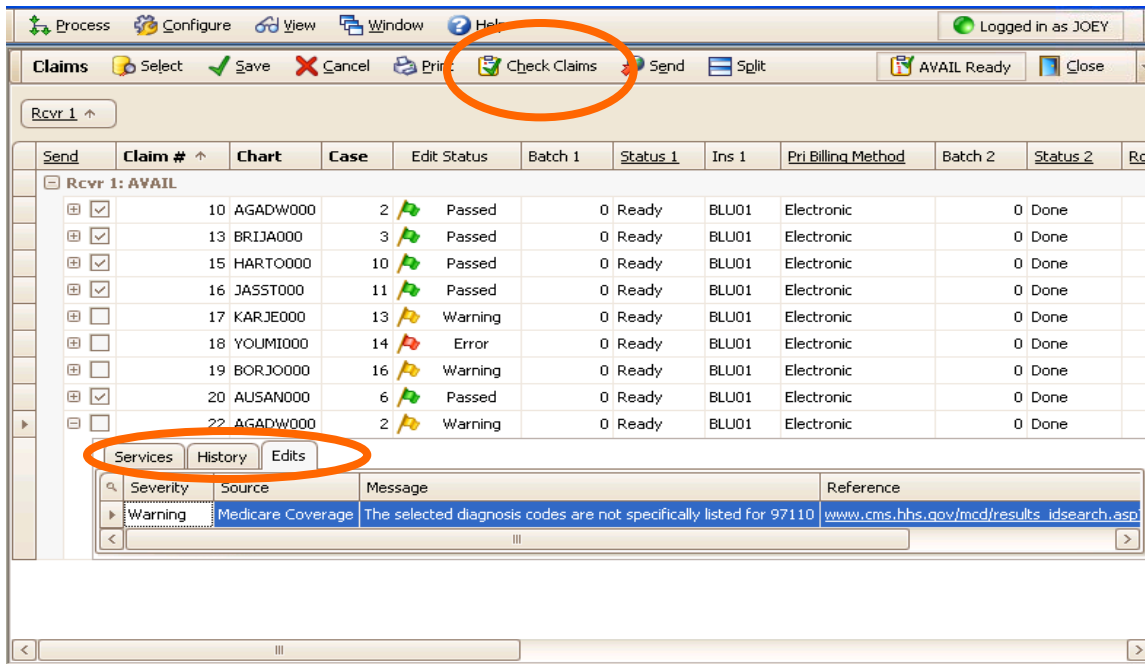 Process Configure View Window Help Logged in as JOEY
Claims Select Save Cancel Print Check Claims Send Split AVAIL Ready Close
Rcvr 1
Send Claim # Chart Case Edit Status Batch 1 Status 1 Ins 1 Pri Billing Method Batch 2 Status 2
Rcvr 1: AVAIL
10 AGADW000 2 Passed 0 Ready BLU01 Electronic 0 Done
13 BRIJA000 3 Passed 0 Ready BLU01 Electronic 0 Done
15 HARTO000 10 Passed 0 Ready BLU01 Electronic 0 Done
16 JASST000 11 Passed 0 Ready BLU01 Electronic 0 Done
17 KARJE000 13 Warning 0 Ready BLU01 Electronic 0 Done
18 YOUMI000 14 Error 0 Ready BLU01 Electronic 0 Done
19 BORJO000 16 Warning 0 Ready BLU01 Electronic 0 Done
20 AUSAN000 6 Passed 0 Ready BLU01 Electronic 0 Done
22 AGADW000 2 Warning 0 Ready BLU01 Electronic 0 Done
Services History Edits
Severity Source Message Reference
Warning Medicare Coverage The selected diagnosis codes are not specifically listed for 97110 www.cms.hhs.gov/mcd/results_idsearch.asp